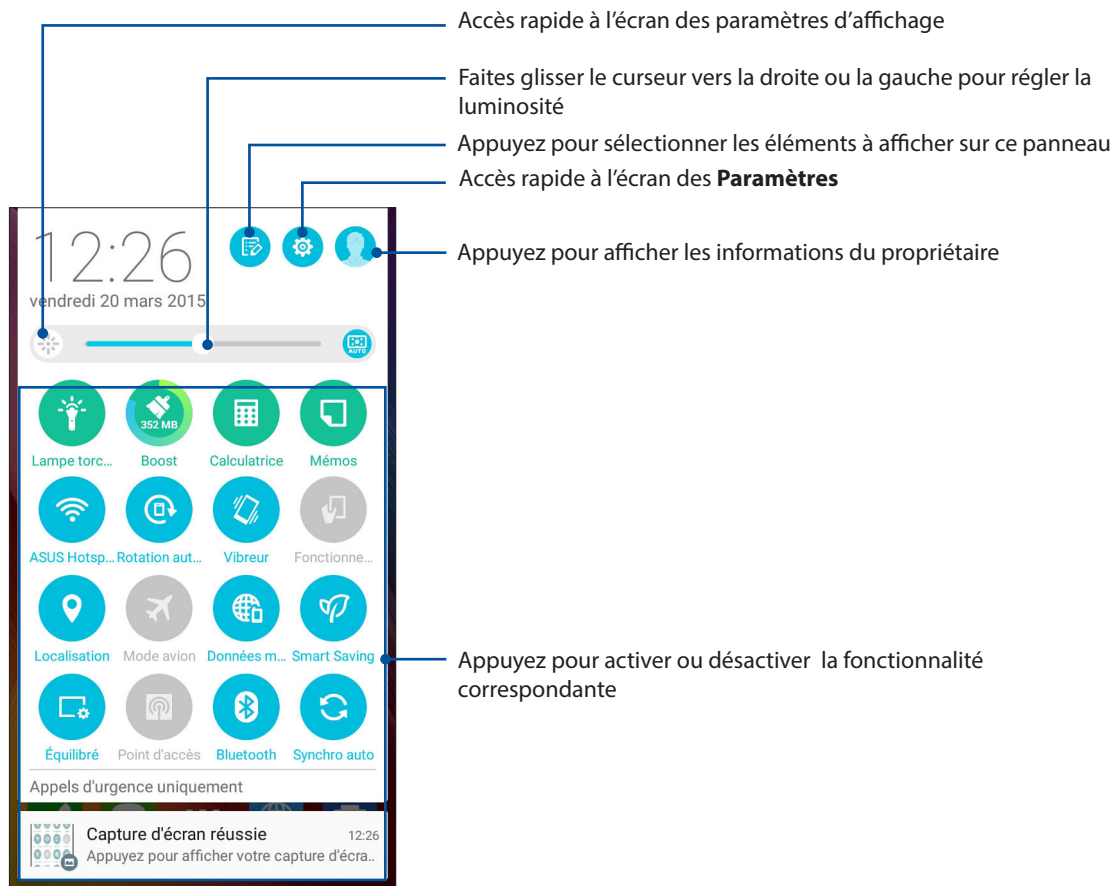 Accès rapide à l’écran des paramètres d’affichage
Faites glisser le curseur vers la droite ou la gauche pour régler la
luminosité
Appuyez pour sélectionner les éléments à afficher sur ce panneau
Accès rapide à l’écran des Paramètres
Appuyez pour afficher les informations du propriétaire
12:26
vendredi 20 mars 2015
AUTO
352 MB
Lampe torc... Boost Calculatrice Mémos
ASUS Hotsp... Rotation aut... Vibreur Fonctionne...
Localisation Mode avion Données m... Smart Saving
Appuyez pour activer ou désactiver la fonctionnalité
correspondante
Équilibré Point d'accès Bluetooth Synchro auto
Appels d'urgence uniquement
Capture d'écran réussie 12:26
Appuyez pour afficher votre capture d'écra..